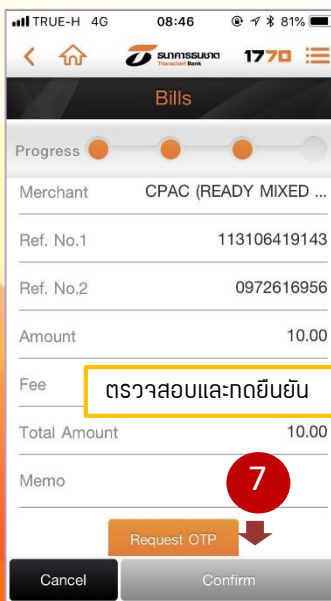 TRUE-H 4G 08:46 81%
ธนาคารธนชาต 1770
Thanachart Bank
Bills
Progress
Merchant CPAC (READY MIXED ...
Ref. No.1 113106419143
Ref. No.2 0972616956
Amount 10.00
Fee
ตรวจสอบและกดยืนยัน
Total Amount 10.00
Memo
7
Request OTP
Cancel Confirm